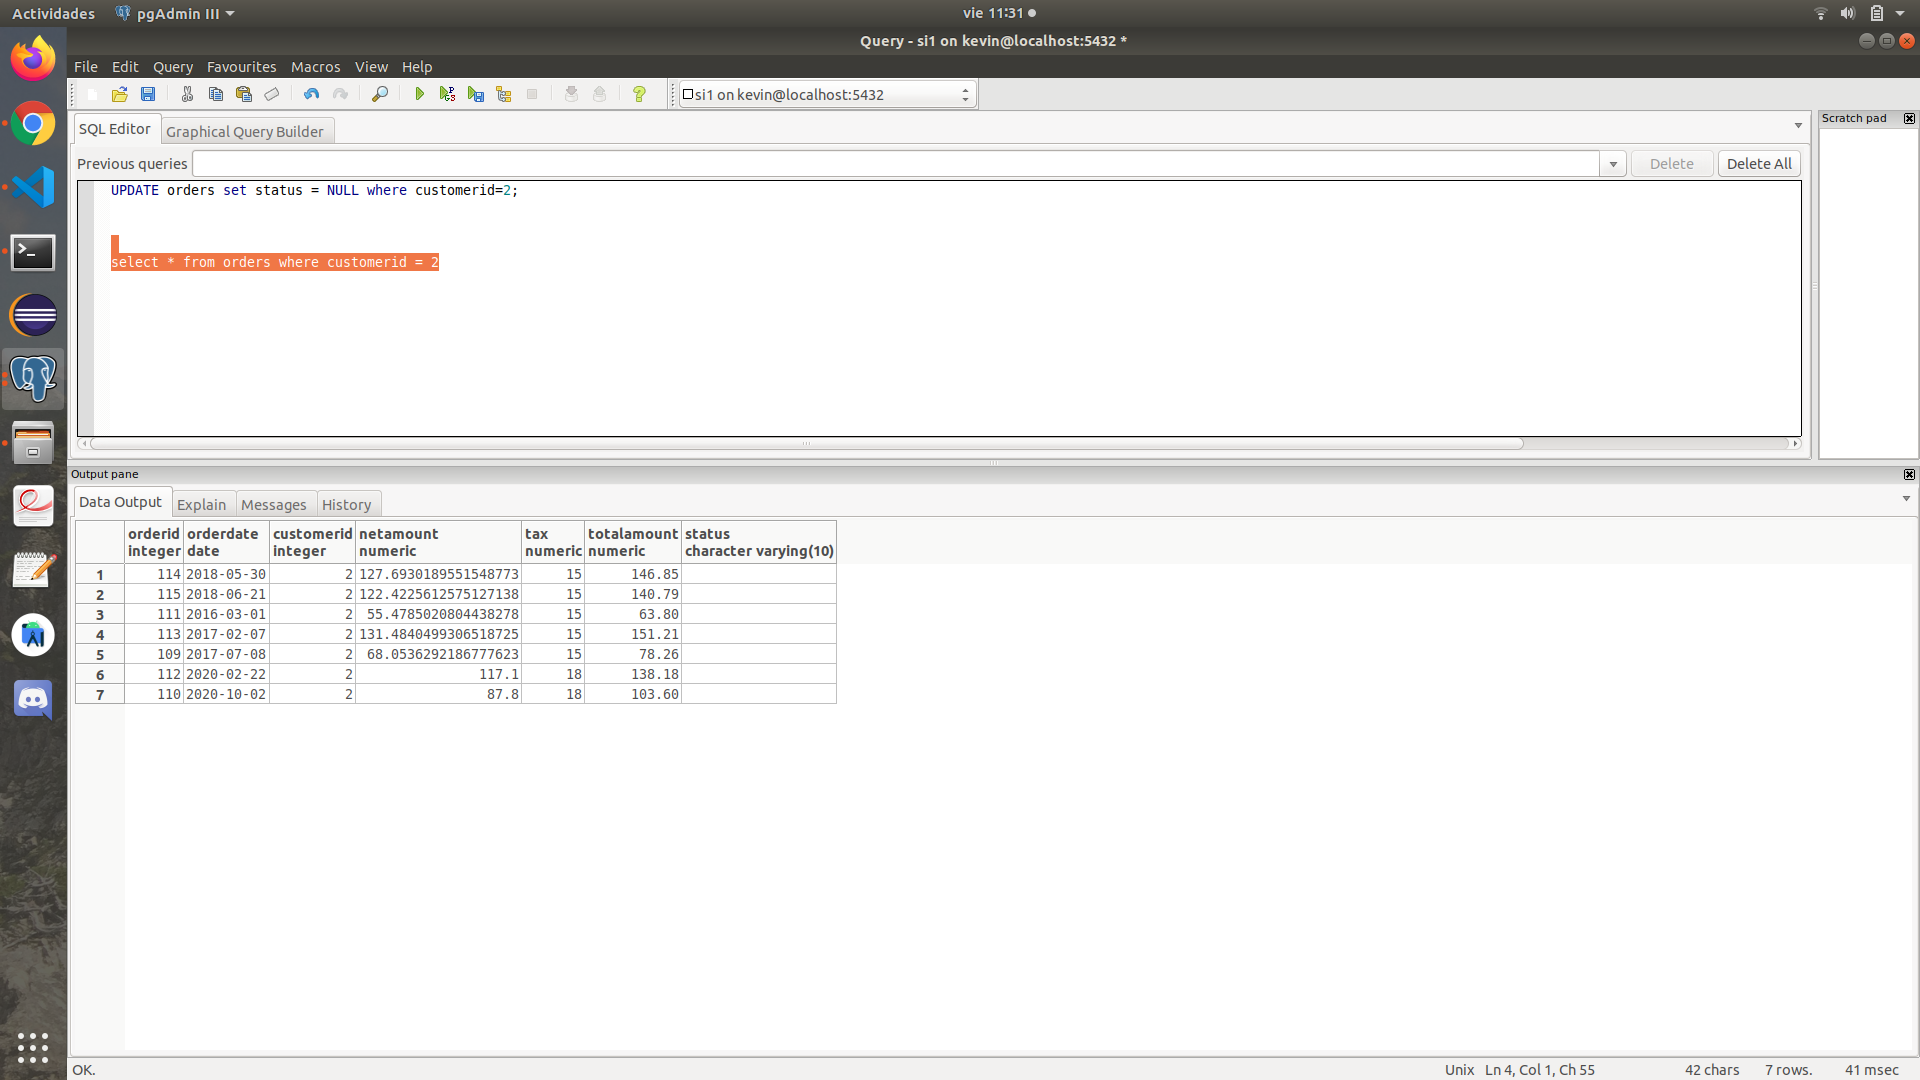 Actividades pgAdmin III vie 11:31
Query - si1 on kevin@localhost:5432 *
File Edit Query Favourites Macros View Help
si1 on kevin@localhost:5432
Scratch pad
SQL Editor Graphical Query Builder
Previous queries Delete Delete All
UPDATE orders set status = NULL where customerid=2;
select * from orders where customerid = 2
Output pane
Data Output Explain Messages History
orderid orderdate customerid netamount tax totalamount status
integer date integer numeric numeric numeric character varying(10)
1 114 2018-05-30 2 127.6930189551548773 15 146.85
2 115 2018-06-21 2 122.4225612575127138 15 140.79
3 111 2016-03-01 2 55.4785020804438278 15 63.80
4 113 2017-02-07 2 131.4840499306518725 15 151.21
5 109 2017-07-08 2 68.0536292186777623 15 78.26
6 112 2020-02-22 2 117.1 18 138.18
7 110 2020-10-02 2 87.8 18 103.60
OK. Unix Ln 4, Col 1, Ch 55 42 chars 7 rows. 41 msec